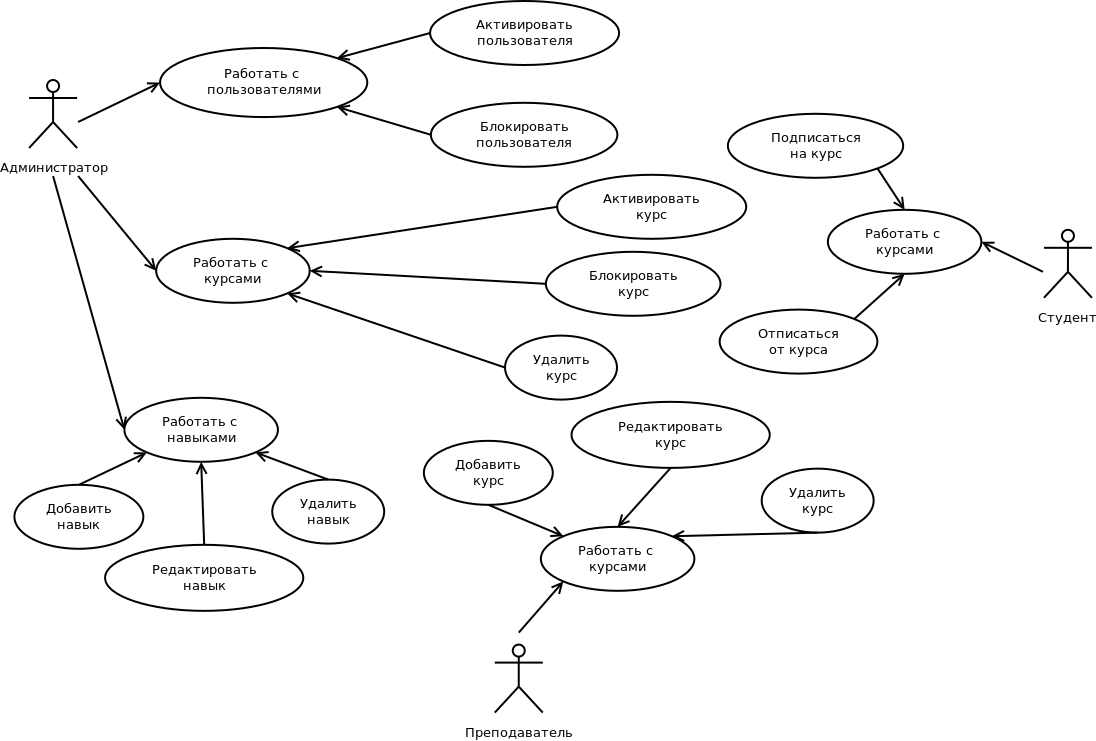 Активировать
пользователя
Работать с
пользователями
Блокировать
пользователя
Администратор
Подписаться
на курс
Активировать
курс
Работать с
курсами
Работать с
курсами
Блокировать
курс
Студент
Отписаться
от курса
Удалить
курс
Работать с
навыками
Редактировать
курс
Добавить
курс
Удалить
курс
Добавить
навык
Удалить
навык
Работать с
курсами
Редактировать
навык
Преподаватель